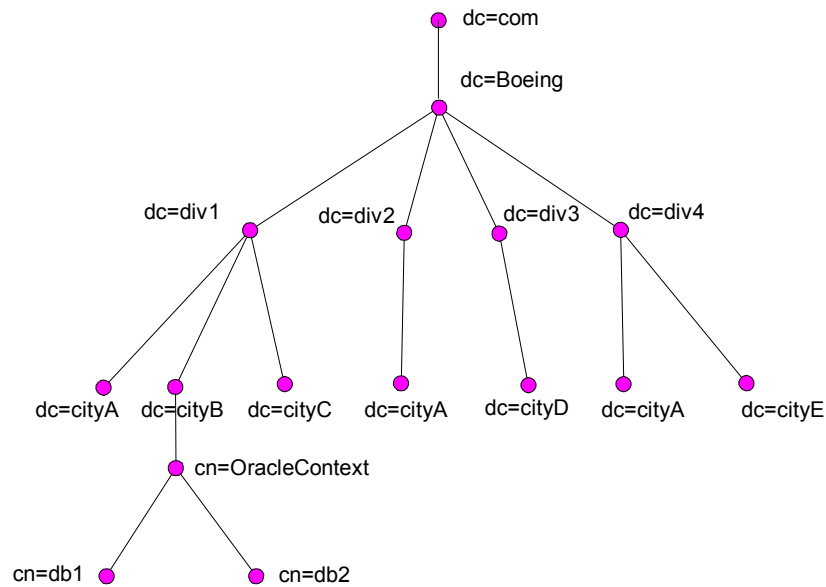 dc=com
dc=Boeing
dc=div1
dc=div2
dc=div3
dc=div4
dc=cityA
dc=cityB
dc=cityC
dc=cityA
dc=cityD
dc=cityA
dc=cityE
cn=OracleContext
cn=db1
cn=db2